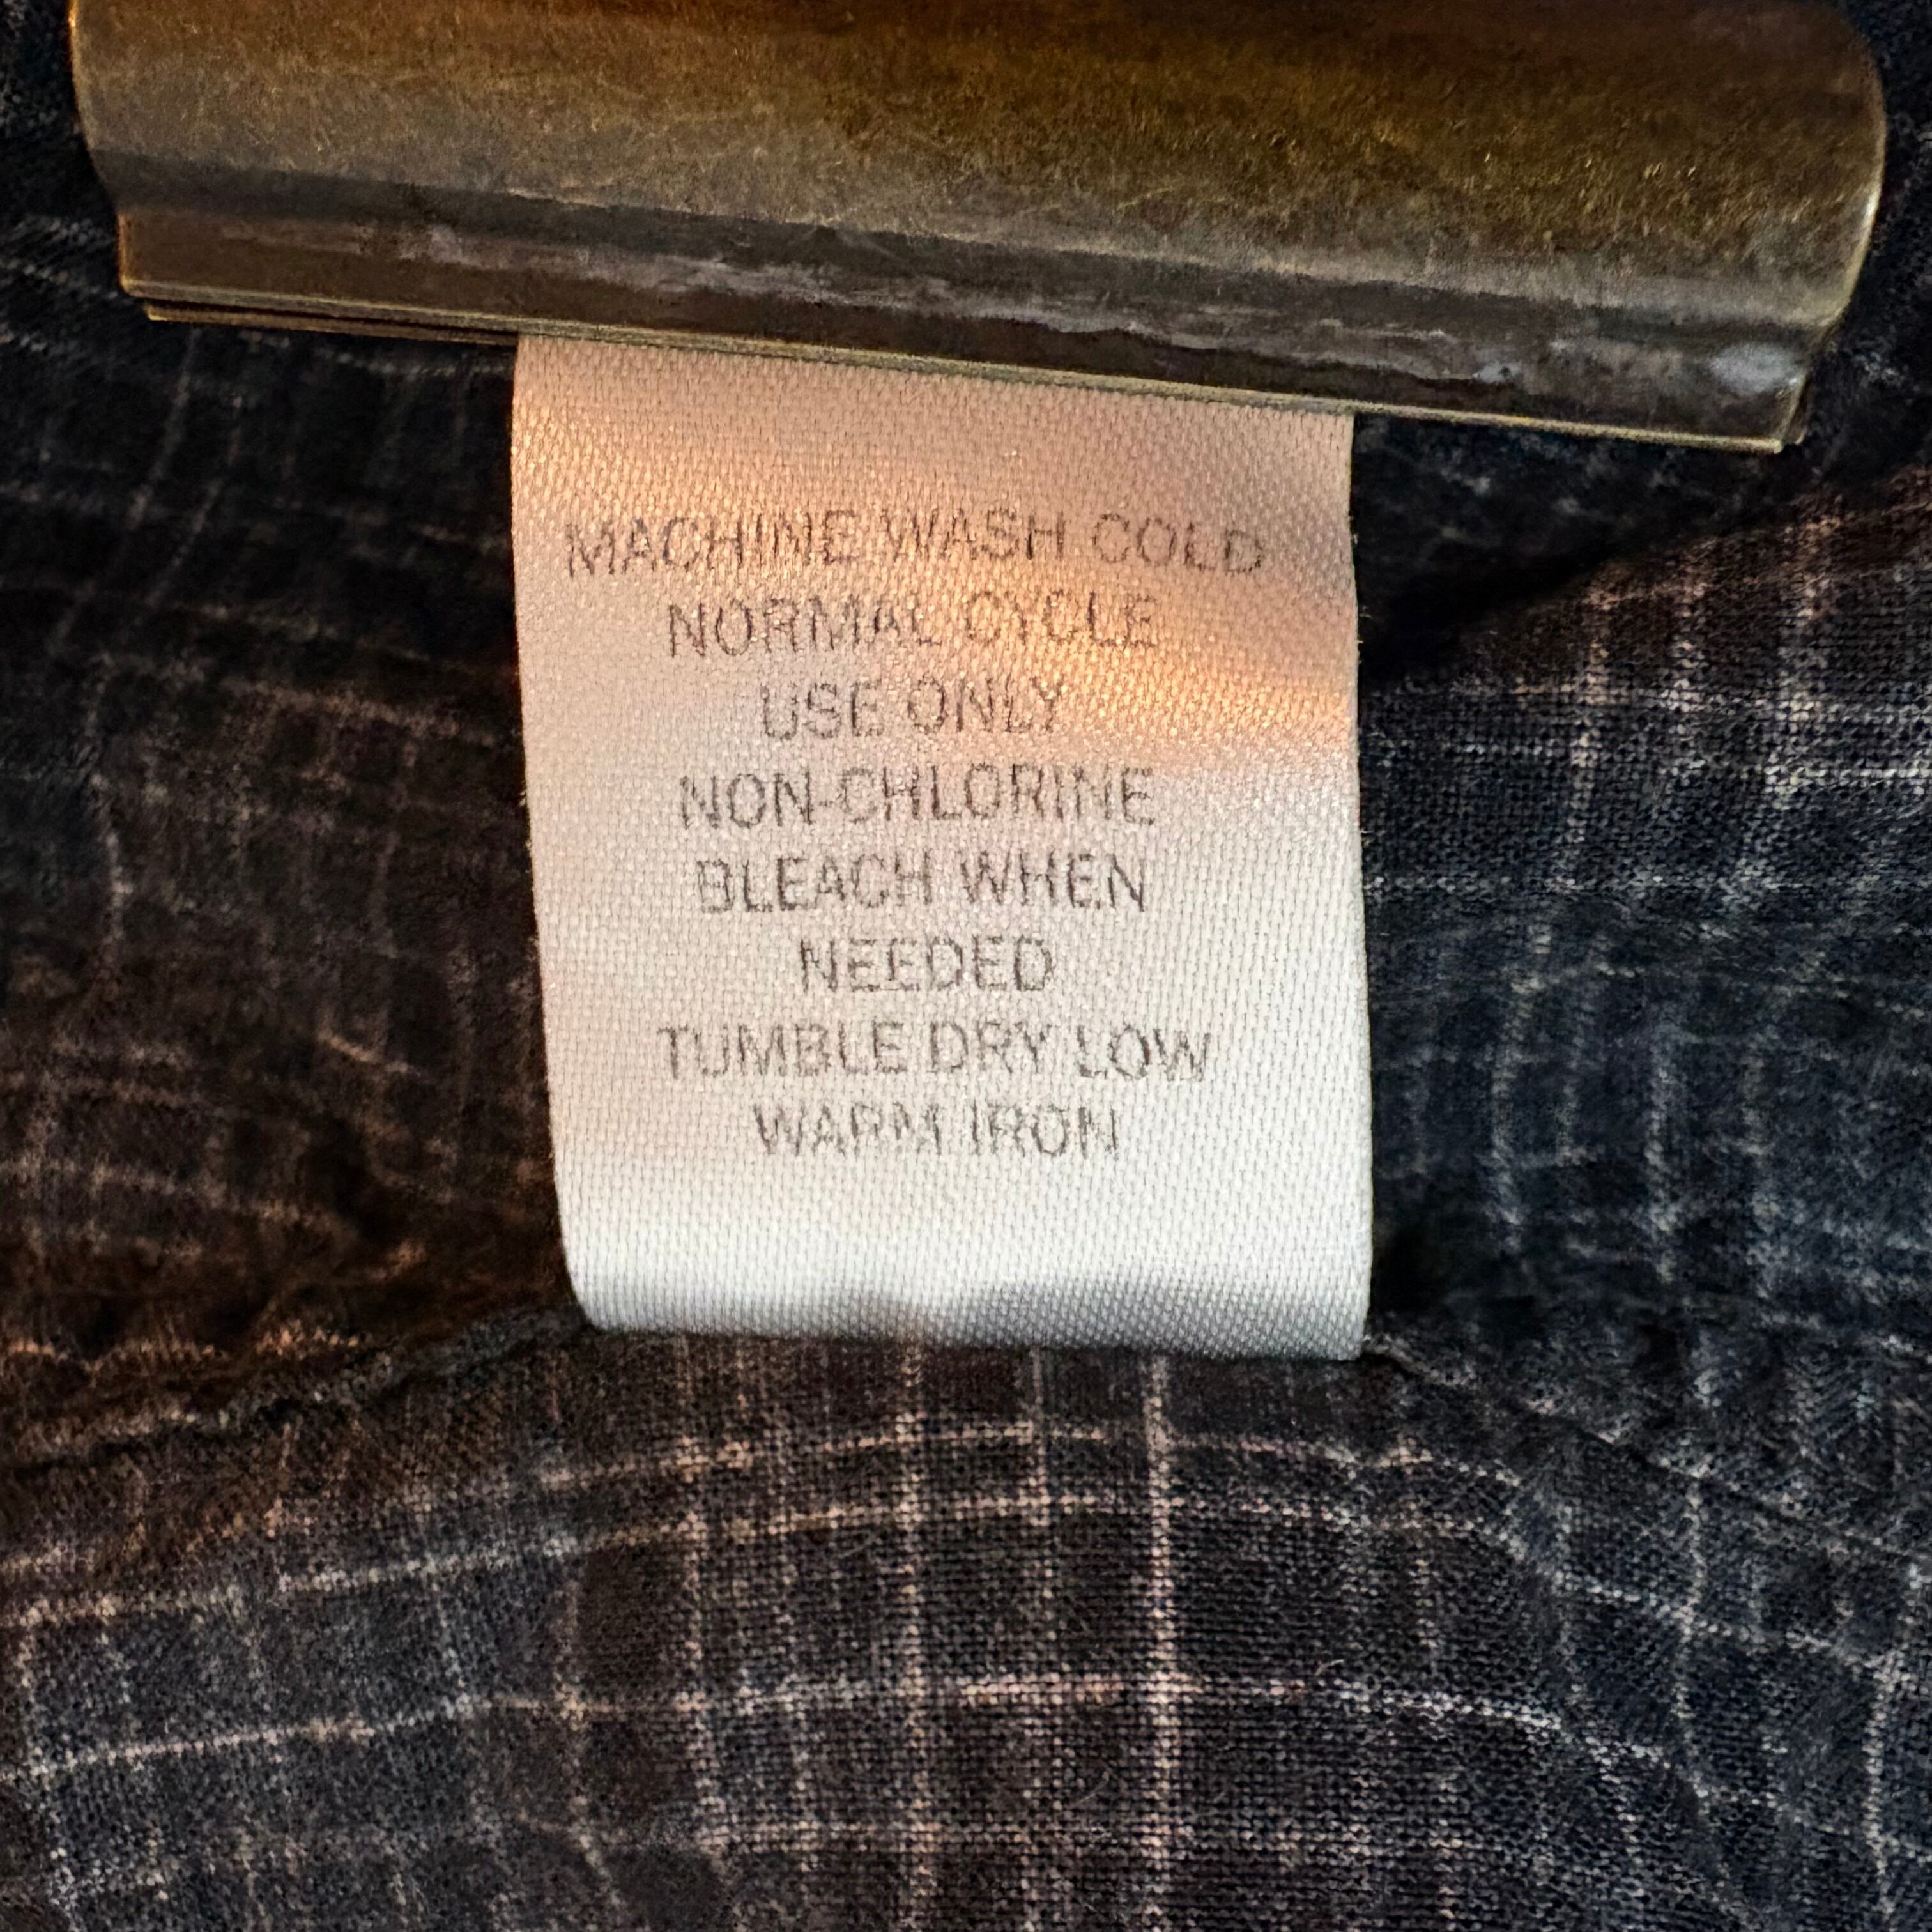 MACHINE WASH COLD
NORMAL CYCLE
USE ONLY
NON-CHLORINE
BLEACH WHEN
NEEDED
TUMBLE DRY LOW
WARM IRON